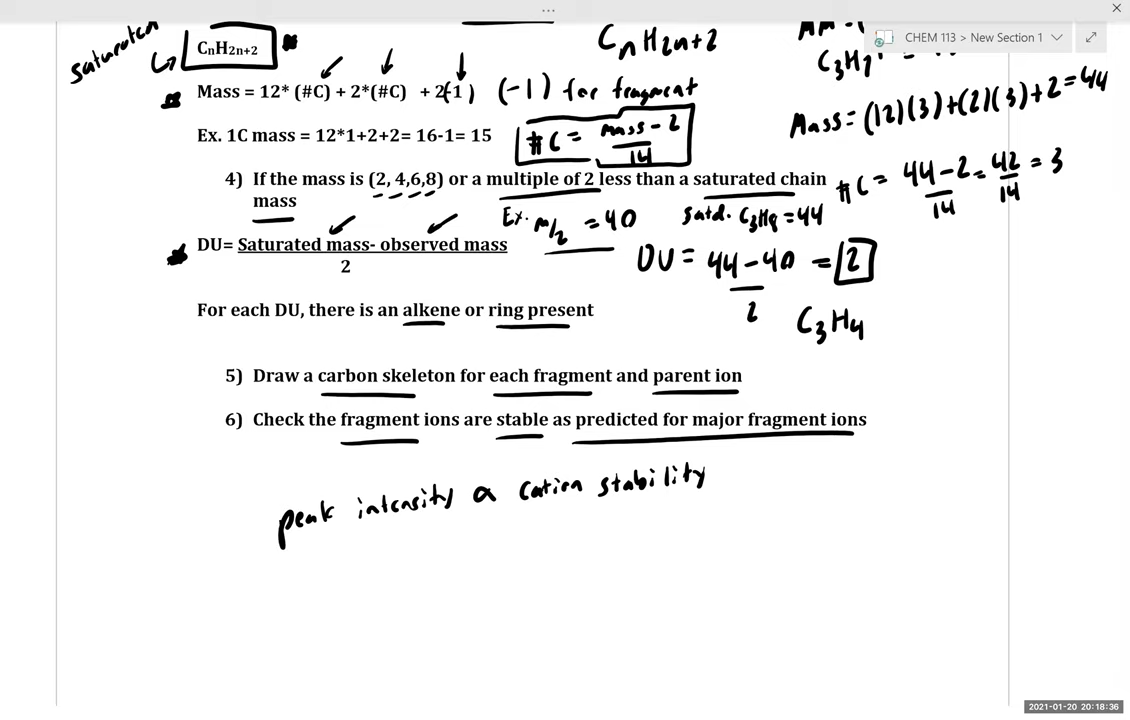 saturated
CnH2n+2
CnH2n+2
CHEM 113 > New Section 1
Mass = 12* (#C) + 2*(#C) + 2(-1) (-1) for fragment
Mass = (12)(3)+(2)(3)+2=44
Ex. 1C mass = 12*1+2+2= 16-1= 15
#C = mass-2
14
4) If the mass is (2, 4,6,8) or a multiple of 2 less than a saturated chain
mass
#C = 44-2 = 42 = 3
14 14
Ex. m/z = 40 Satd. C3H8=44
DU= Saturated mass- observed mass
2
DU = 44-40 = 2
2
C3H4
For each DU, there is an alkene or ring present
5) Draw a carbon skeleton for each fragment and parent ion
6) Check the fragment ions are stable as predicted for major fragment ions
peak intensity α cation stability
2021-01-20 20:18:36